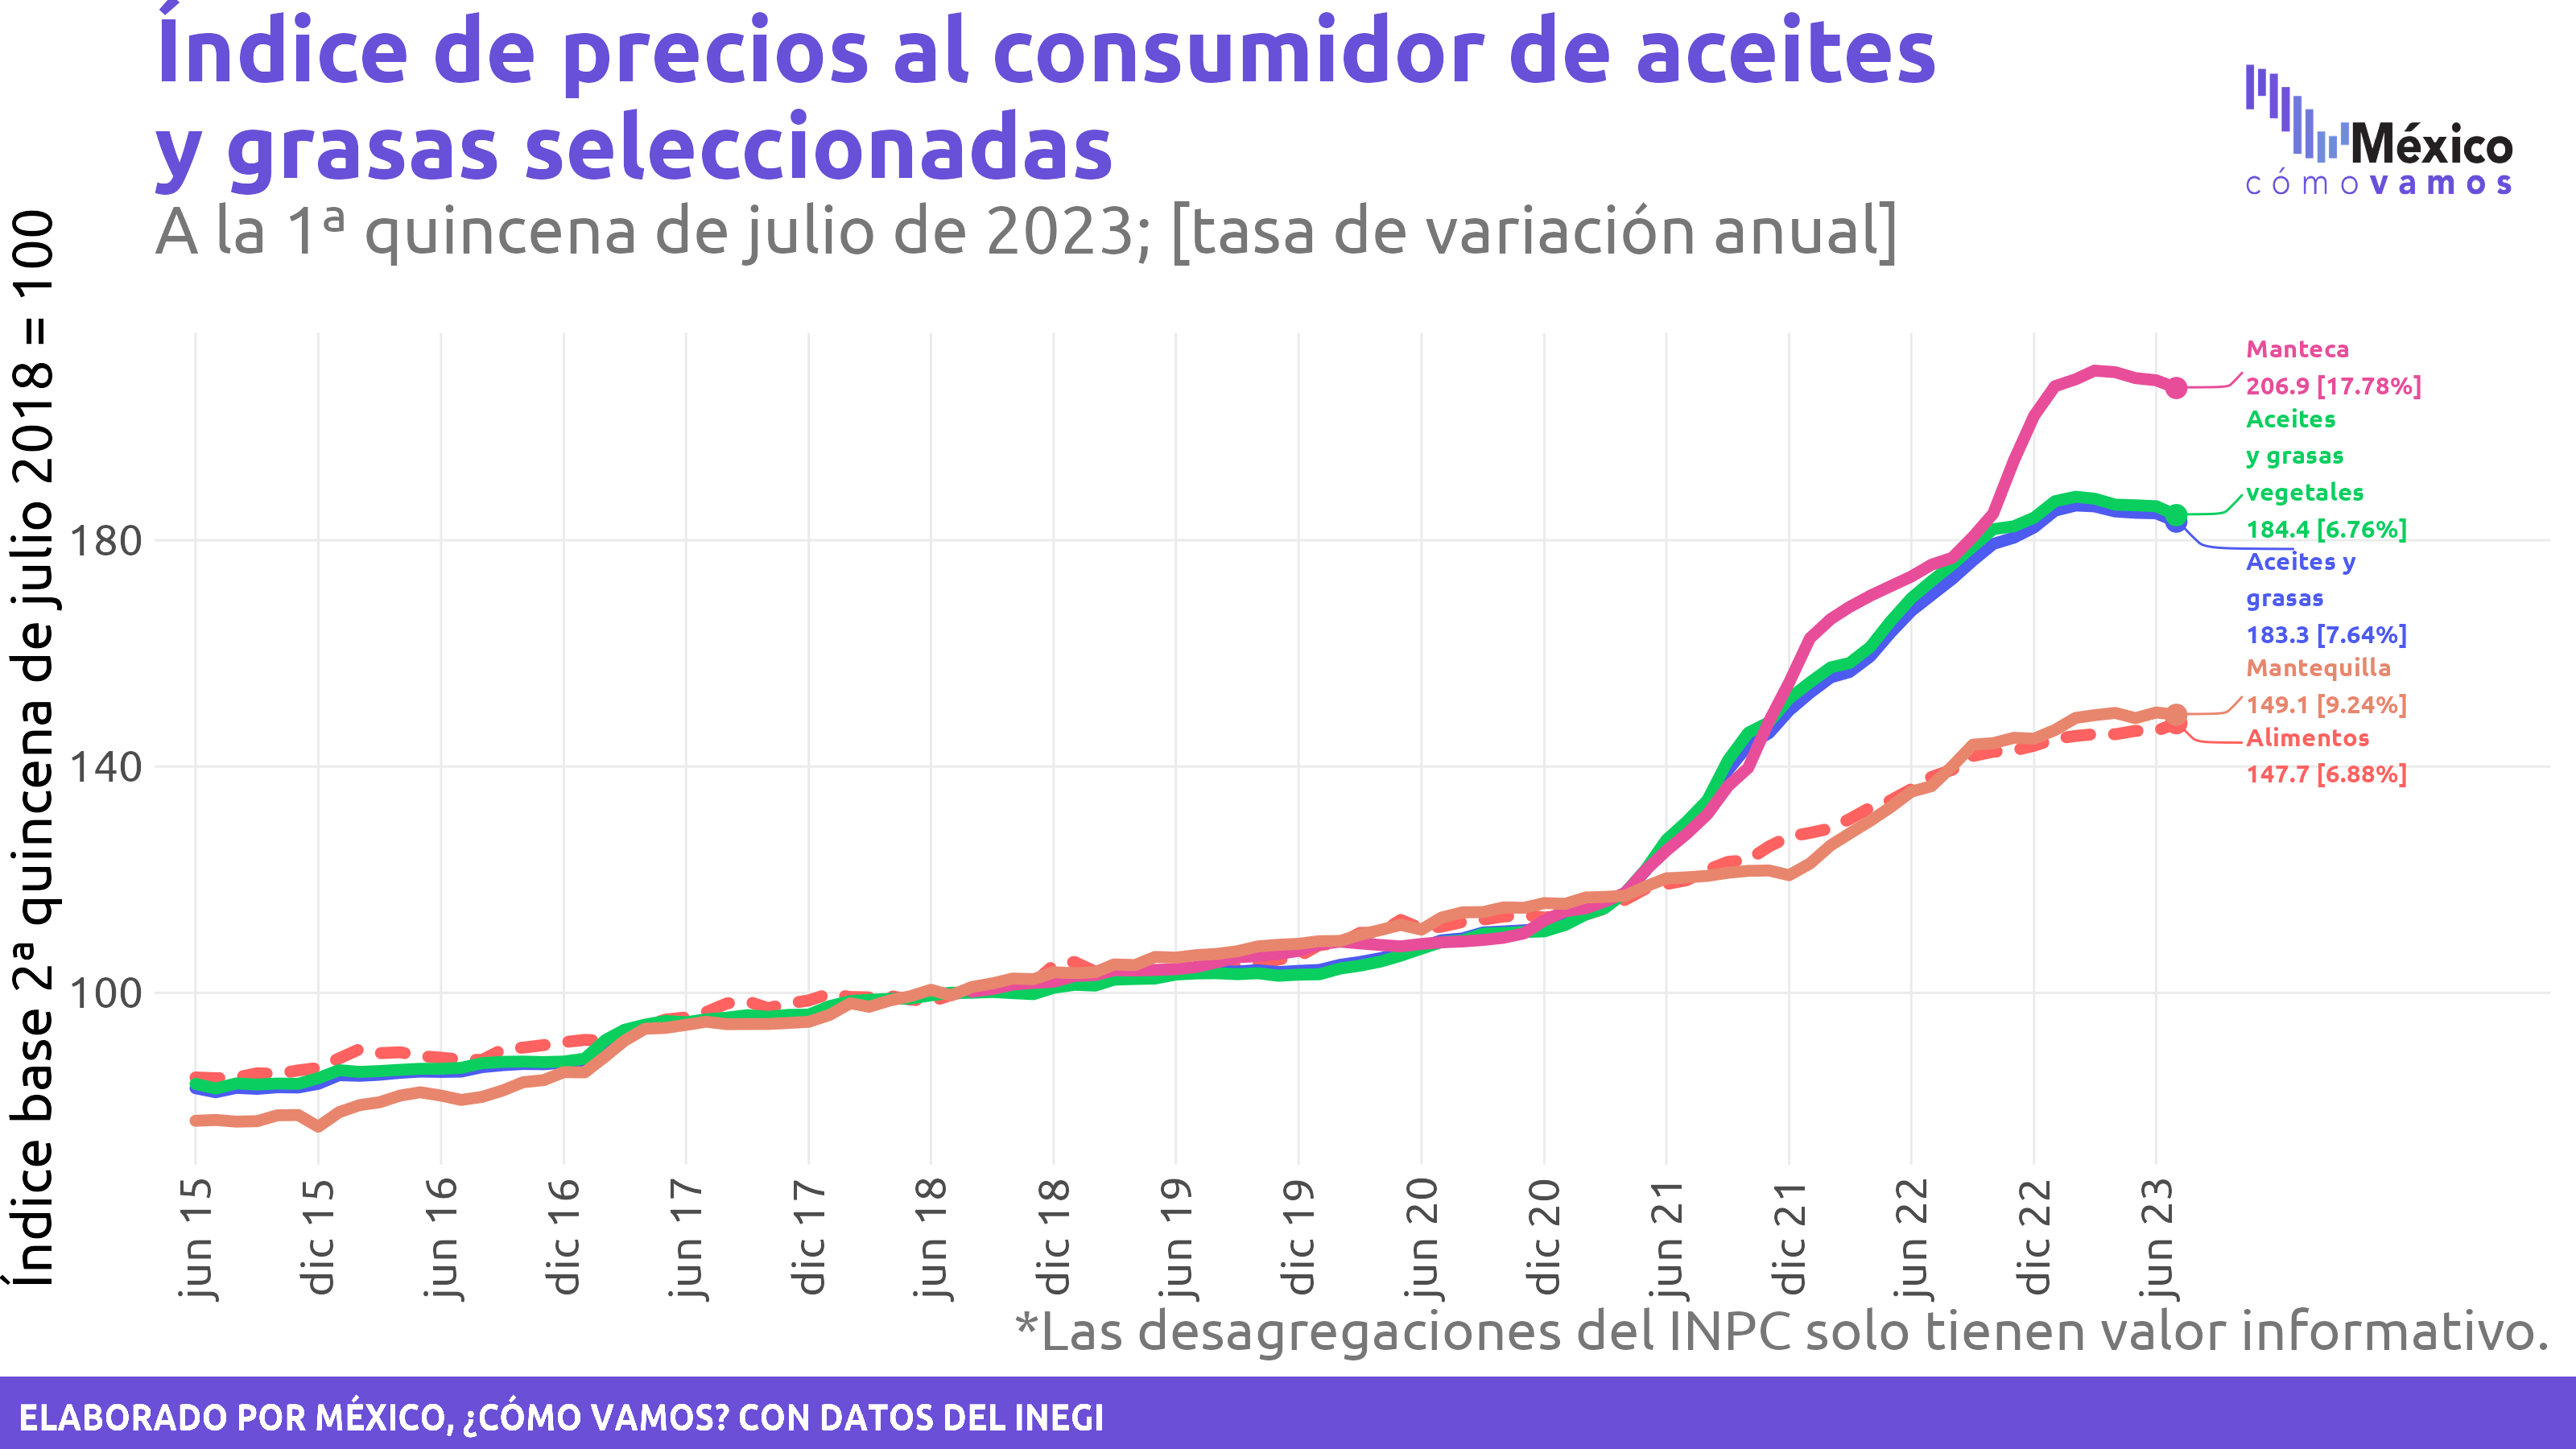 Índice de precios al consumidor de aceites
y grasas seleccionadas
A la 1ª quincena de julio de 2023; [tasa de variación anual]
México
cómo vamos
Índice base 2ª quincena de julio 2018 = 100
180
140
100
Manteca
206.9 [17.78%]
Aceites
y grasas
vegetales
184.4 [6.76%]
Aceites y
grasas
183.3 [7.64%]
Mantequilla
149.1 [9.24%]
Alimentos
147.7 [6.88%]
jun 15
dic 15
jun 16
dic 16
jun 17
dic 17
jun 18
dic 18
jun 19
dic 19
jun 20
dic 20
jun 21
dic 21
jun 22
dic 22
jun 23
*Las desagregaciones del INPC solo tienen valor informativo.
ELABORADO POR MÉXICO, ¿CÓMO VAMOS? CON DATOS DEL INEGI